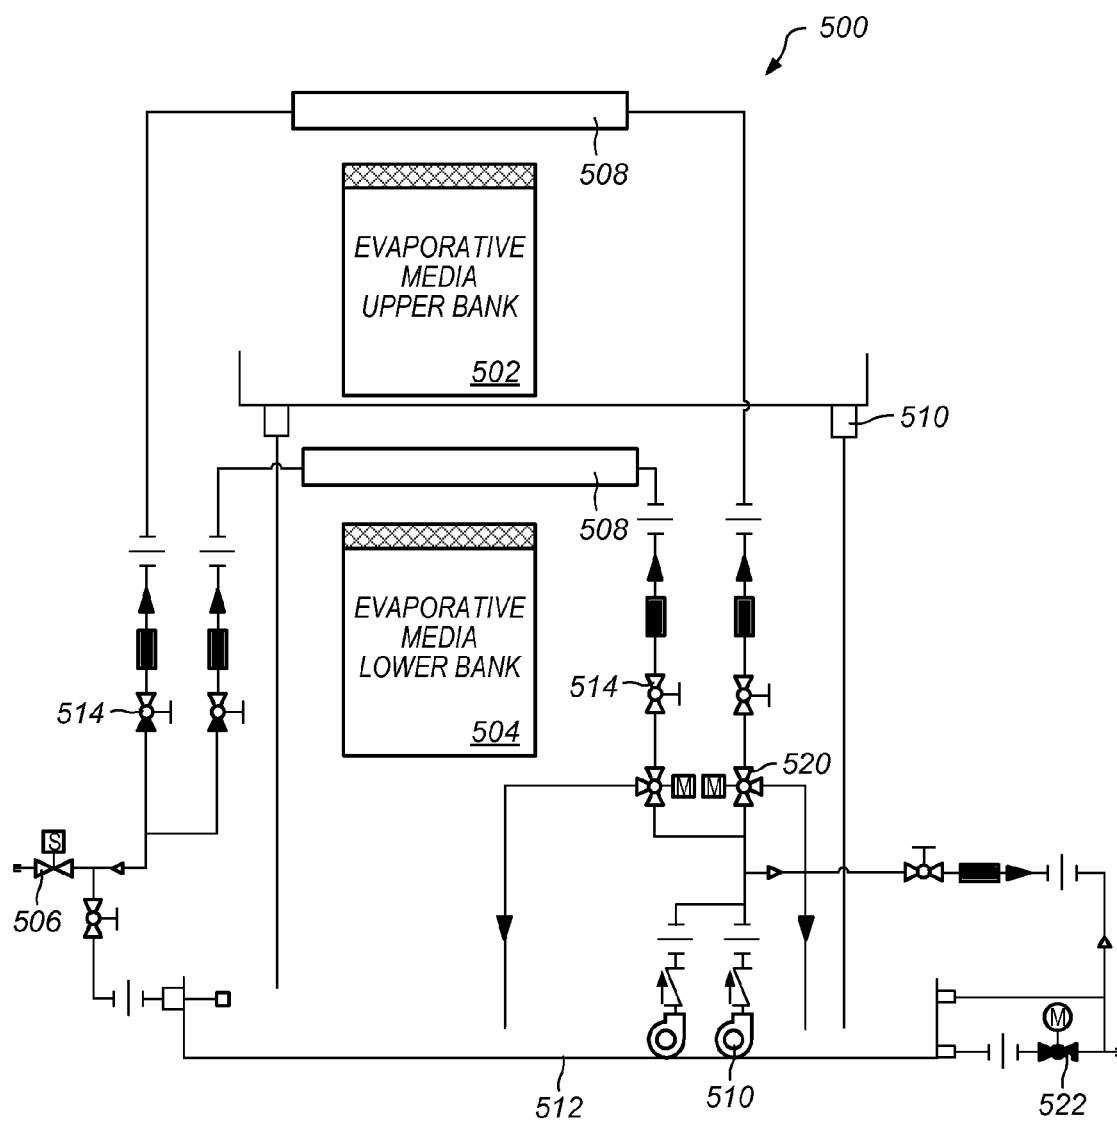 500
508
EVAPORATIVE
MEDIA
UPPER BANK
502
510
508
EVAPORATIVE
MEDIA
LOWER BANK
504
514
514
520
M
M
S
506
M
512
510
522